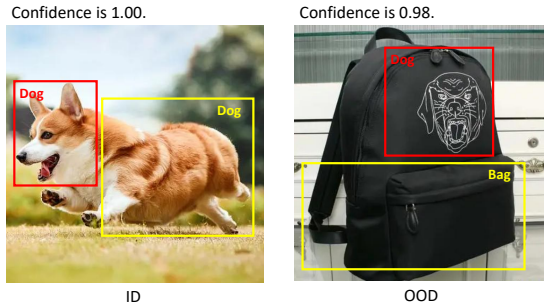 Confidence is 1.00.
Confidence is 0.98.
Dog
Dog
Dog
Bag
ID
OOD